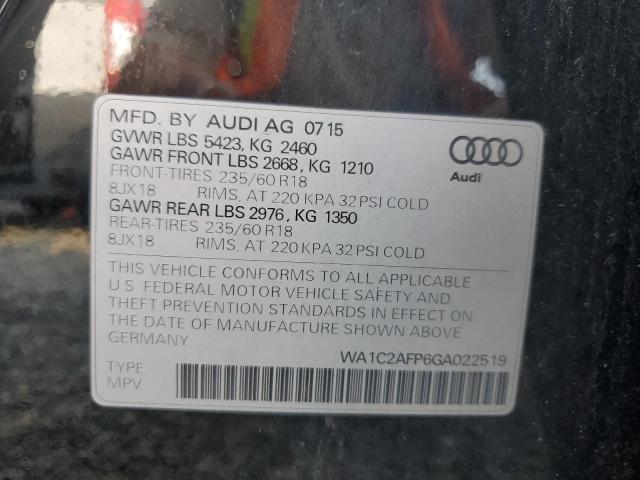 MFD. BY AUDI AG 07 15
GVWR LBS 5423, KG 2460
GAWR FRONT LBS 2668, KG 1210
FRONT-TIRES 235/60 R18
8JX18 RIMS, AT 220 KPA 32 PSI COLD
GAWR REAR LBS 2976, KG 1350
REAR-TIRES 235/60 R18
8JX18 RIMS, AT 220 KPA 32 PSI COLD
Audi
THIS VEHICLE CONFORMS TO ALL APPLICABLE
U.S. FEDERAL MOTOR VEHICLE SAFETY AND
THEFT PREVENTION STANDARDS IN EFFECT ON
THE DATE OF MANUFACTURE SHOWN ABOVE
GERMANY
WA1C2AFP6GA022519
TYPE
MPV